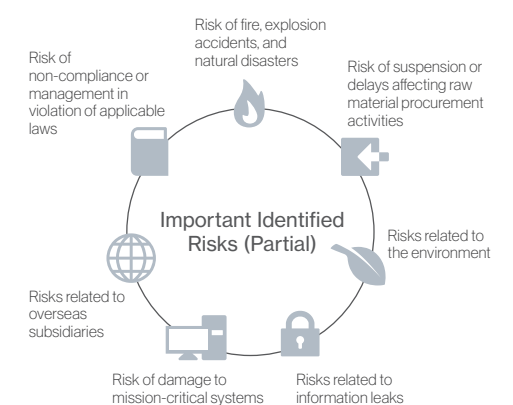 Risk of fire, explosion
accidents, and
natural disasters
Risk of suspension or
delays affecting raw
material procurement
activities
Risks related to
the environment
Risks related to
information leaks
Risk of damage to
mission-critical systems
Risks related to
overseas
subsidiaries
Risk of
non-compliance or
management in
violation of applicable
laws
Important Identified
Risks (Partial)